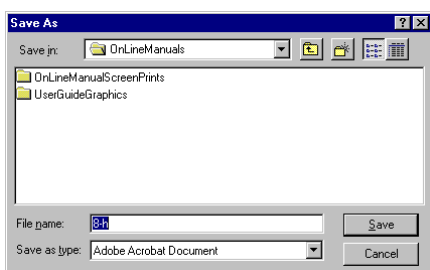 Save As
Save in: OnLineManuals
OnLineManualScreenPrints
UserGuideGraphics
File name: 8-h Save
Save as type: Adobe Acrobat Document Cancel